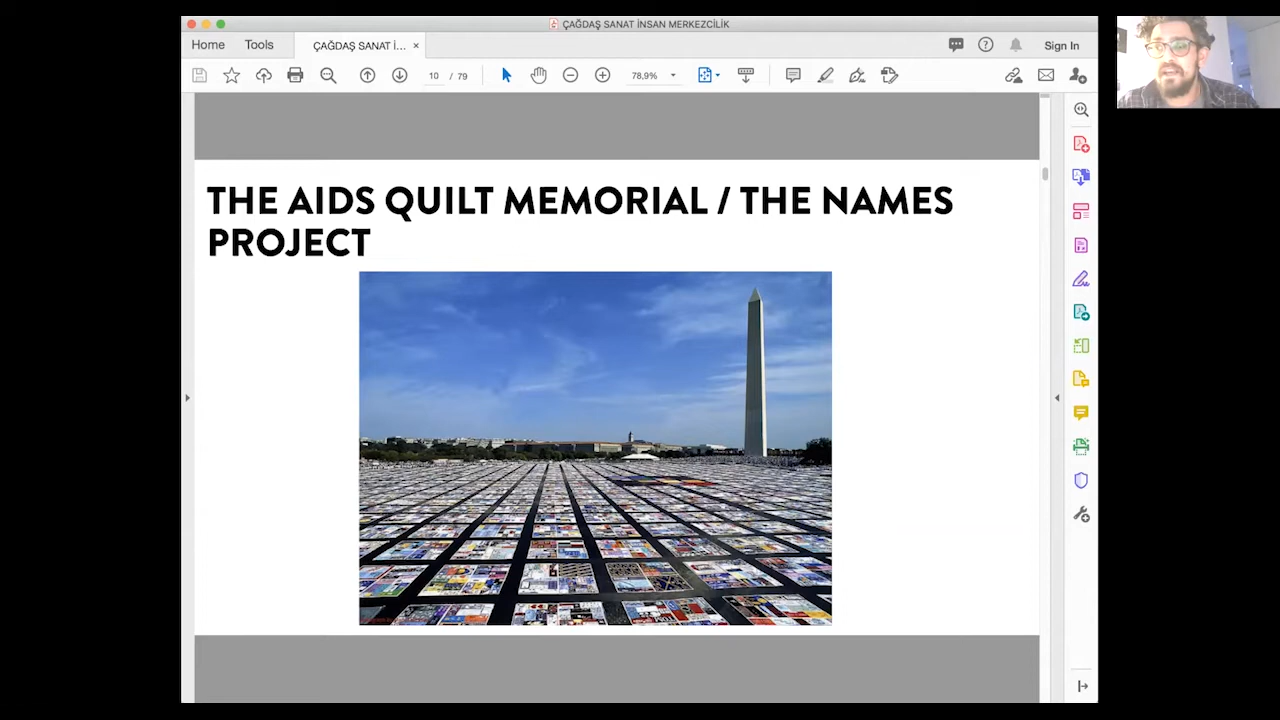 ÇAĞDAŞ SANAT İNSAN MERKEZCİLİK
Home Tools ÇAĞDAŞ SANAT İ... × Sign In
10 / 79 78,9%
THE AIDS QUILT MEMORIAL / THE NAMES
PROJECT